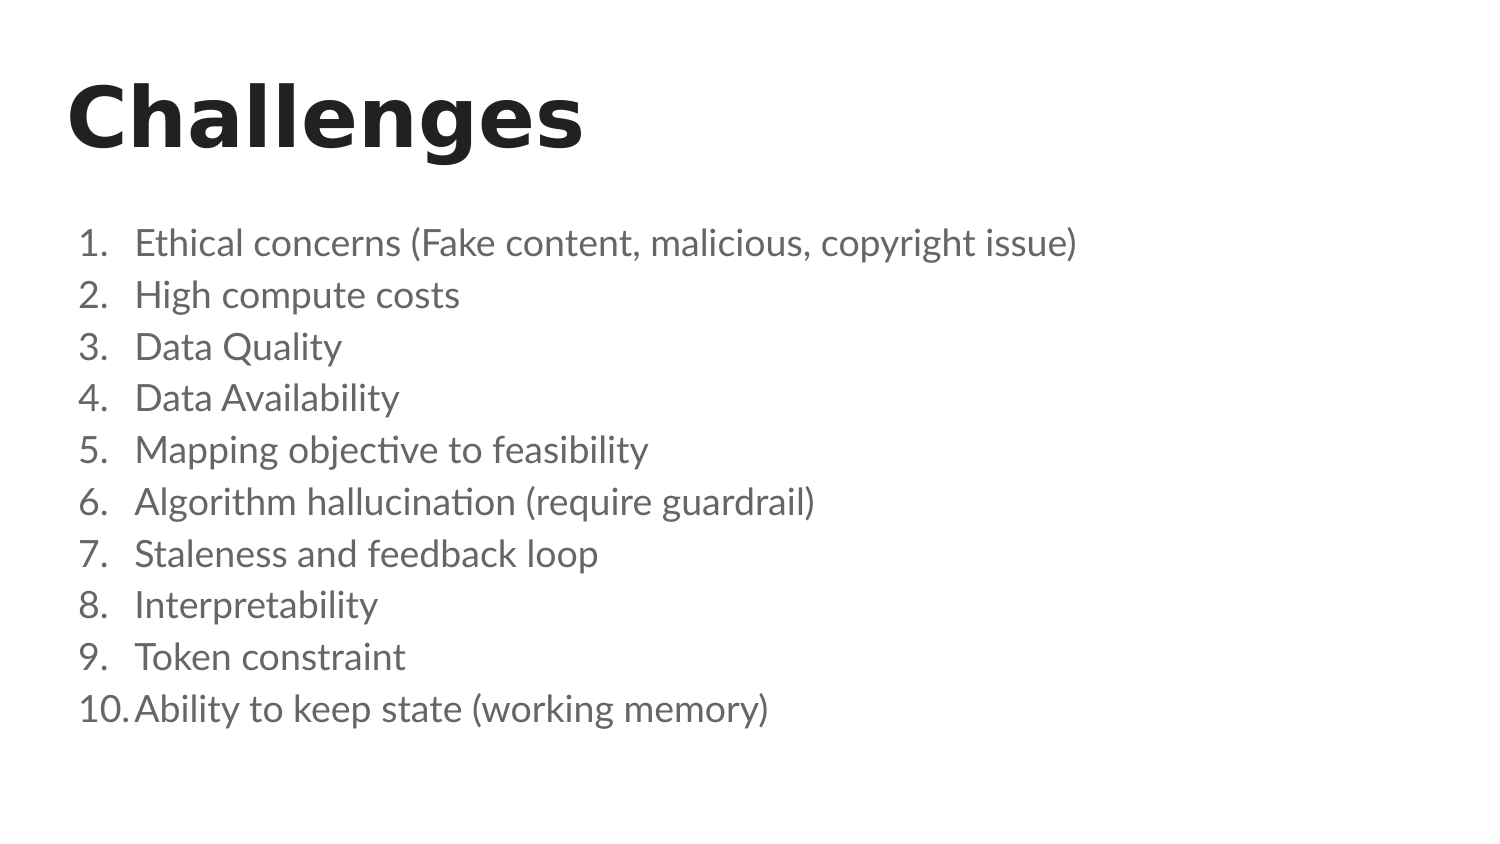 Challenges
1. Ethical concerns (Fake content, malicious, copyright issue)
2. High compute costs
3. Data Quality
4. Data Availability
5. Mapping objective to feasibility
6. Algorithm hallucination (require guardrail)
7. Staleness and feedback loop
8. Interpretability
9. Token constraint
10. Ability to keep state (working memory)